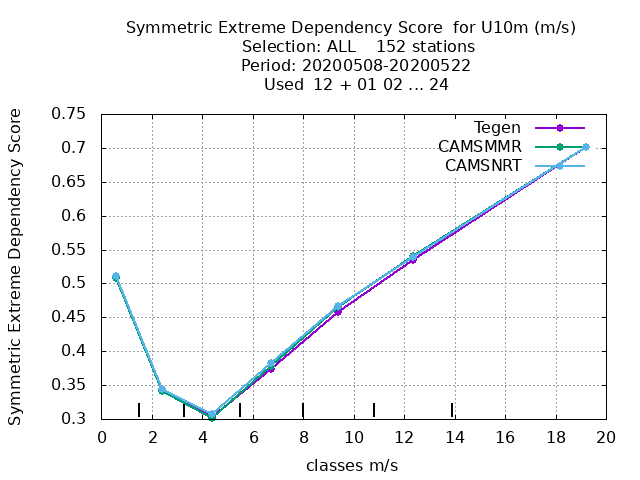 Symmetric Extreme Dependency Score  for U10m (m/s)
Selection: ALL    152 stations
Period: 20200508-20200522
Used  12 + 01 02 ... 24
Symmetric Extreme Dependency Score
0.75
0.7
0.65
0.6
0.55
0.5
0.45
0.4
0.35
0.3
Tegen
CAMSMMR
CAMSNRT
0 2 4 6 8 10 12 14 16 18 20
classes m/s